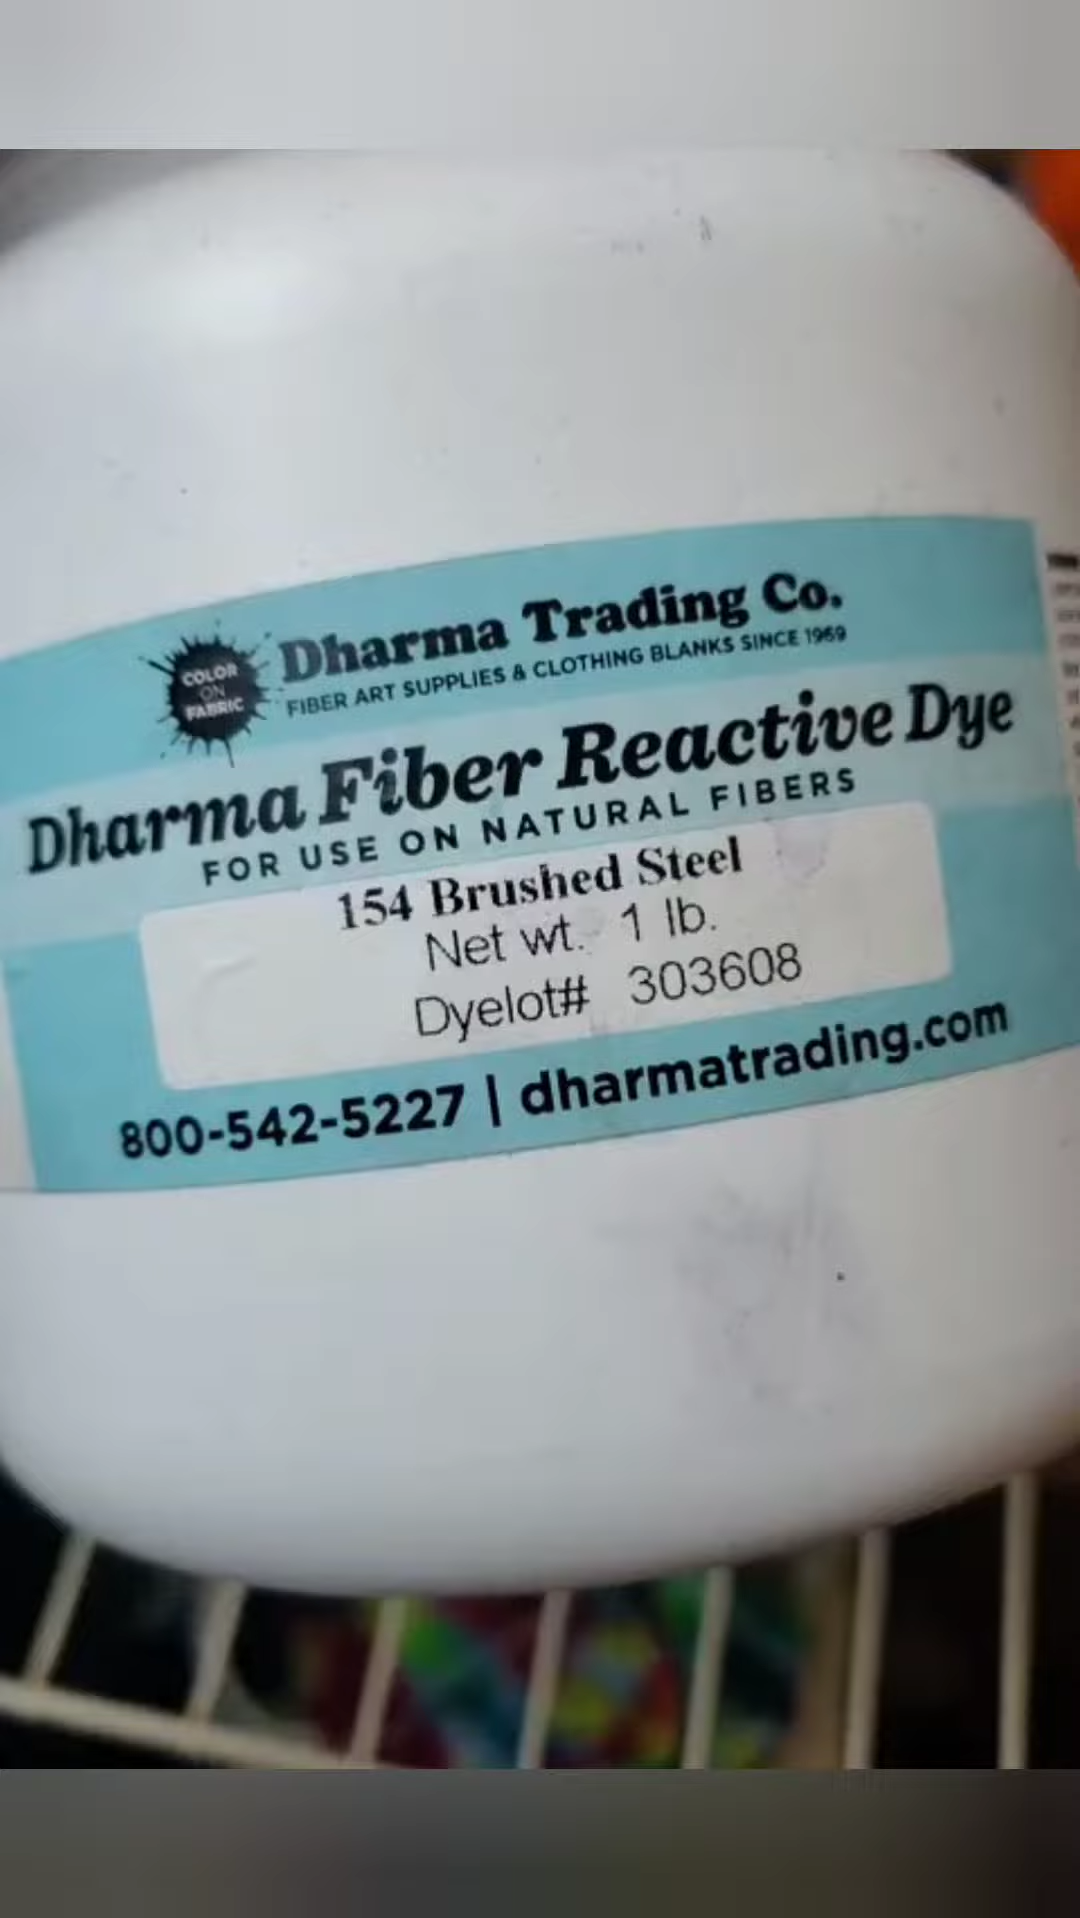 COLOR
ON
FABRIC
Dharma Trading Co.
FIBER ART SUPPLIES & CLOTHING BLANKS SINCE 1969
Dharma Fiber Reactive Dye
FOR USE ON NATURAL FIBERS
154 Brushed Steel
Net wt. 1 lb.
Dyelot# 303608
800-542-5227 | dharmatrading.com